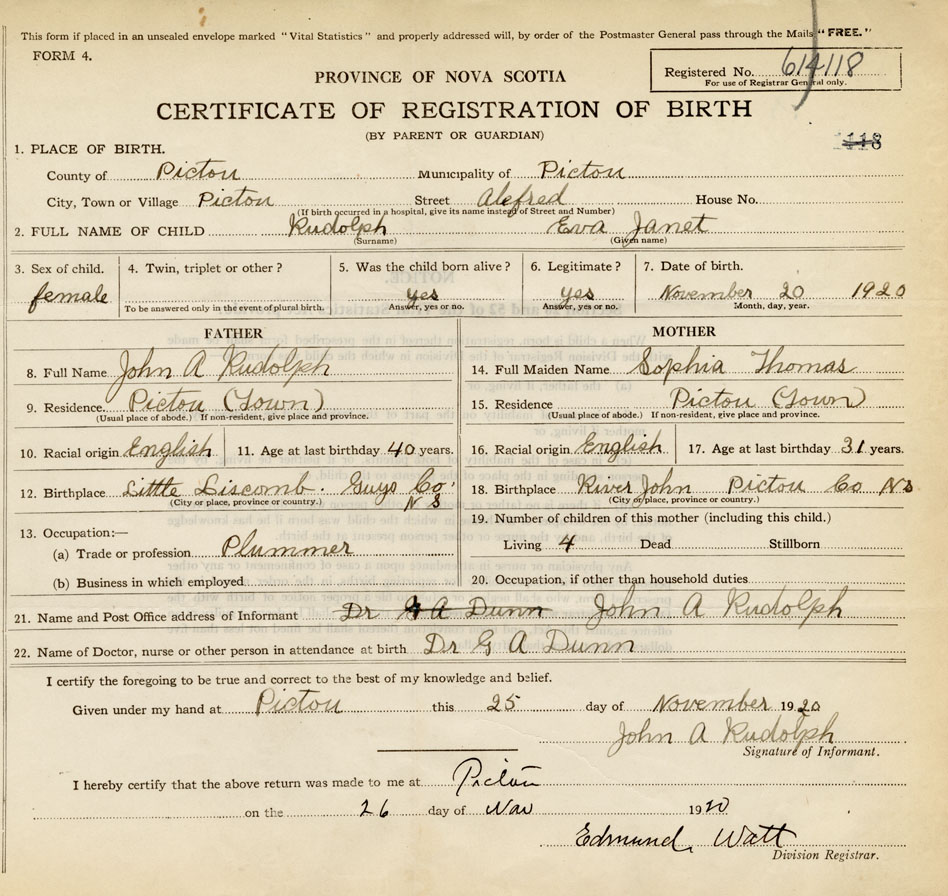 This form if placed in an unsealed envelope marked "Vital Statistics" and properly addressed will, by order of the Postmaster General pass through the Mails "FREE."
FORM 4.
Registered No. 614118
For use of Registrar General only.
PROVINCE OF NOVA SCOTIA
CERTIFICATE OF REGISTRATION OF BIRTH
(BY PARENT OR GUARDIAN)
1118
1. PLACE OF BIRTH.
County of Pictou Municipality of Pictou
City, Town or Village Pictou Street Alefred House No.
(If birth occurred in a hospital, give its name instead of Street and Number)
2. FULL NAME OF CHILD Rudolph Eva Janet
(Surname) (Given name)
3. Sex of child. 4. Twin, triplet or other? 5. Was the child born alive? 6. Legitimate? 7. Date of birth.
female yes yes November 20 1920
To be answered only in the event of plural birth. Answer, yes or no. Answer, yes or no. Month, day, year.
FATHER MOTHER
8. Full Name John A Rudolph 14. Full Maiden Name Sophia Thomas
9. Residence. Pictou (Town) 15. Residence Pictou (Town)
(Usual place of abode.) If non-resident, give place and province. (Usual place of abode.) If non-resident, give place and province.
10. Racial origin English 11. Age at last birthday 40 years. 16. Racial origin English 17. Age at last birthday 31 years.
12. Birthplace Little Liscomb. Guys Co. N S 18. Birthplace River John Pictou Co N S
(City or place, province or country.) (City or place, province or country.)
13. Occupation:— 19. Number of children of this mother (including this child.)
(a) Trade or profession Plummer Living 4 Dead Stillborn
(b) Business in which employed 20. Occupation, if other than household duties
21. Name and Post Office address of Informant Dr G A Dunn John A Rudolph
22. Name of Doctor, nurse or other person in attendance at birth Dr G A Dunn
I certify the foregoing to be true and correct to the best of my knowledge and belief.
Given under my hand at Pictou this 25 day of November 1920
John A Rudolph
Signature of Informant.
I hereby certify that the above return was made to me at Pictou
on the 26 day of Nov 1920
Edmund Watt
Division Registrar.